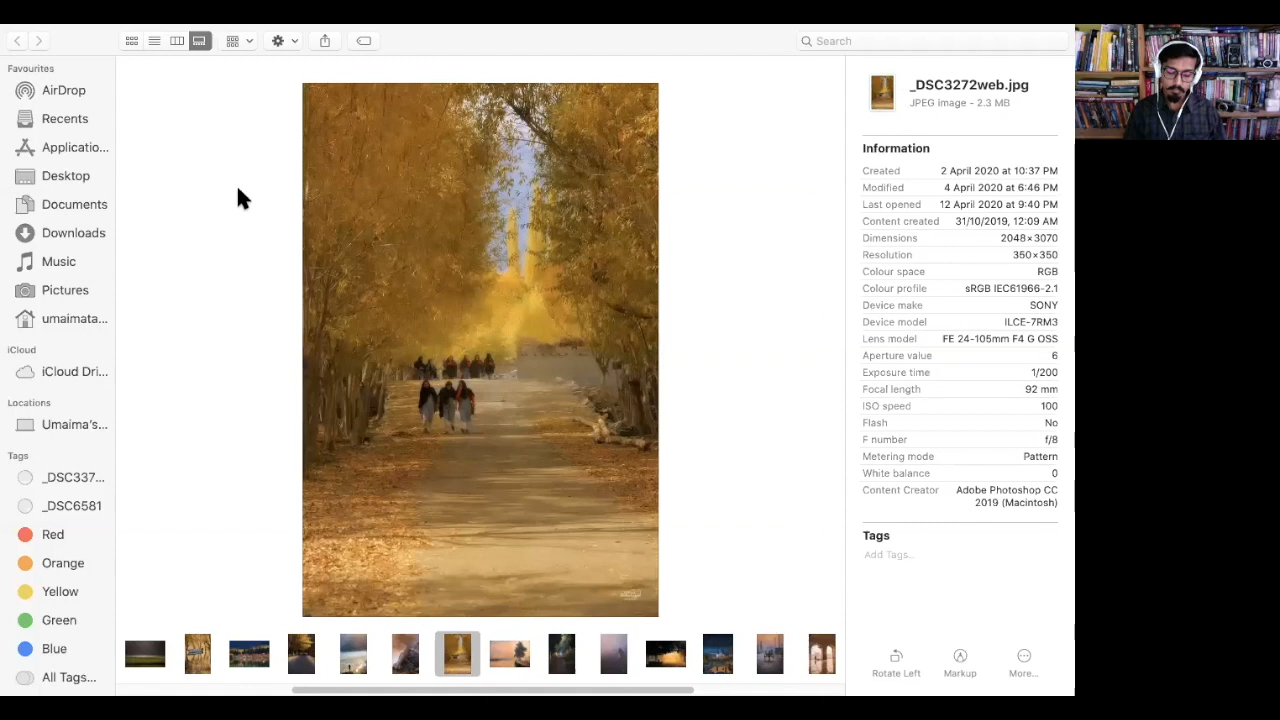 Search
Favourites
AirDrop
Recents
Applicatio...
Desktop
Documents
Downloads
Music
Pictures
umaimata...
iCloud
iCloud Dri...
Locations
Umaima's...
Tags
_DSC337...
_DSC6581
Red
Orange
Yellow
Green
Blue
All Tags...
_DSC3272web.jpg
JPEG image - 2.3 MB
Information
Created 2 April 2020 at 10:37 PM
Modified 4 April 2020 at 6:46 PM
Last opened 12 April 2020 at 9:40 PM
Content created 31/10/2019, 12:09 AM
Dimensions 2048×3070
Resolution 350×350
Colour space RGB
Colour profile sRGB IEC61966-2.1
Device make SONY
Device model ILCE-7RM3
Lens model FE 24-105mm F4 G OSS
Aperture value 6
Exposure time 1/200
Focal length 92 mm
ISO speed 100
Flash No
F number f/8
Metering mode Pattern
White balance 0
Content Creator Adobe Photoshop CC
2019 (Macintosh)
Tags
Add Tags...
Rotate Left Markup More...